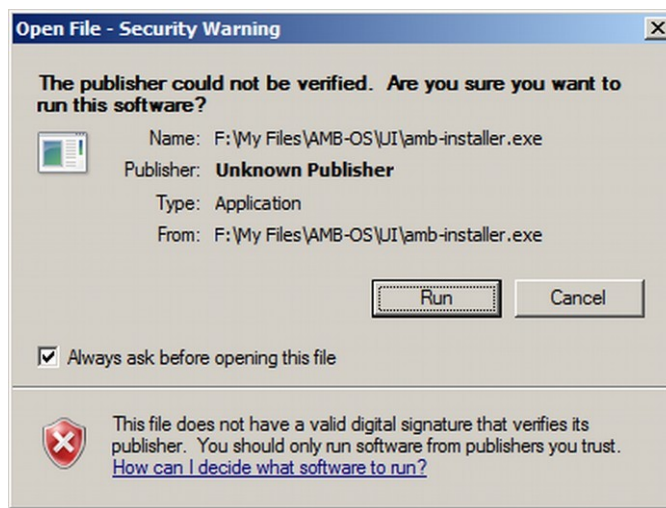 Open File - Security Warning
The publisher could not be verified.  Are you sure you want to
run this software?
Name: F:\My Files\AMB-OS\UI\amb-installer.exe
Publisher: Unknown Publisher
Type: Application
From: F:\My Files\AMB-OS\UI\amb-installer.exe
Run Cancel
Always ask before opening this file
This file does not have a valid digital signature that verifies its
publisher.  You should only run software from publishers you trust.
How can I decide what software to run?